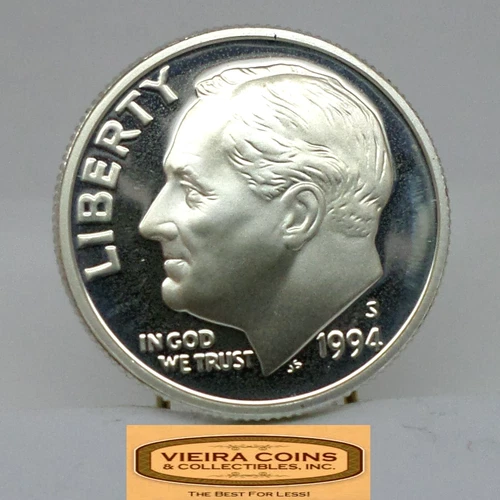 LIBERTY
IN GOD
WE TRUST
JS
S
1994
VIEIRA COINS
& COLLECTIBLES, INC.
THE BEST FOR LESS!